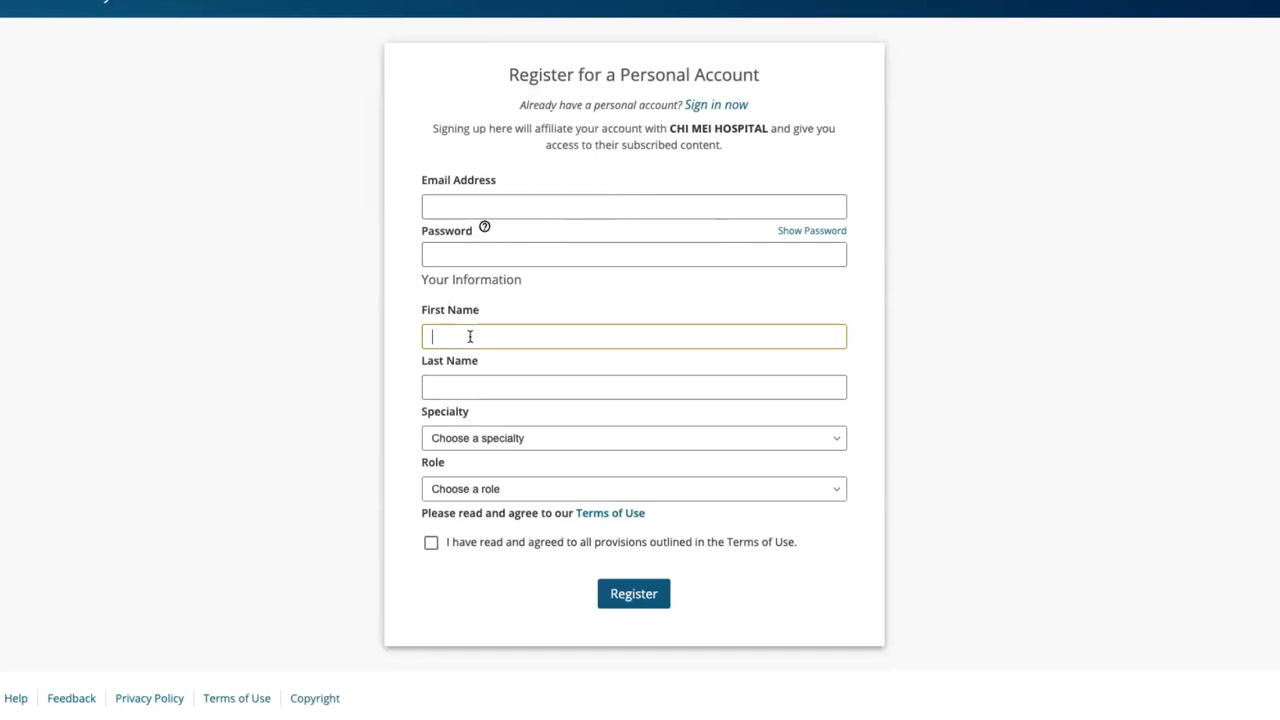 Register for a Personal Account
Already have a personal account? Sign in now
Signing up here will affiliate your account with CHI MEI HOSPITAL and give you
access to their subscribed content.
Email Address
Password
Show Password
Your Information
First Name
Last Name
Specialty
Choose a specialty
Role
Choose a role
Please read and agree to our Terms of Use
I have read and agreed to all provisions outlined in the Terms of Use.
Register
Help
Feedback
Privacy Policy
Terms of Use
Copyright